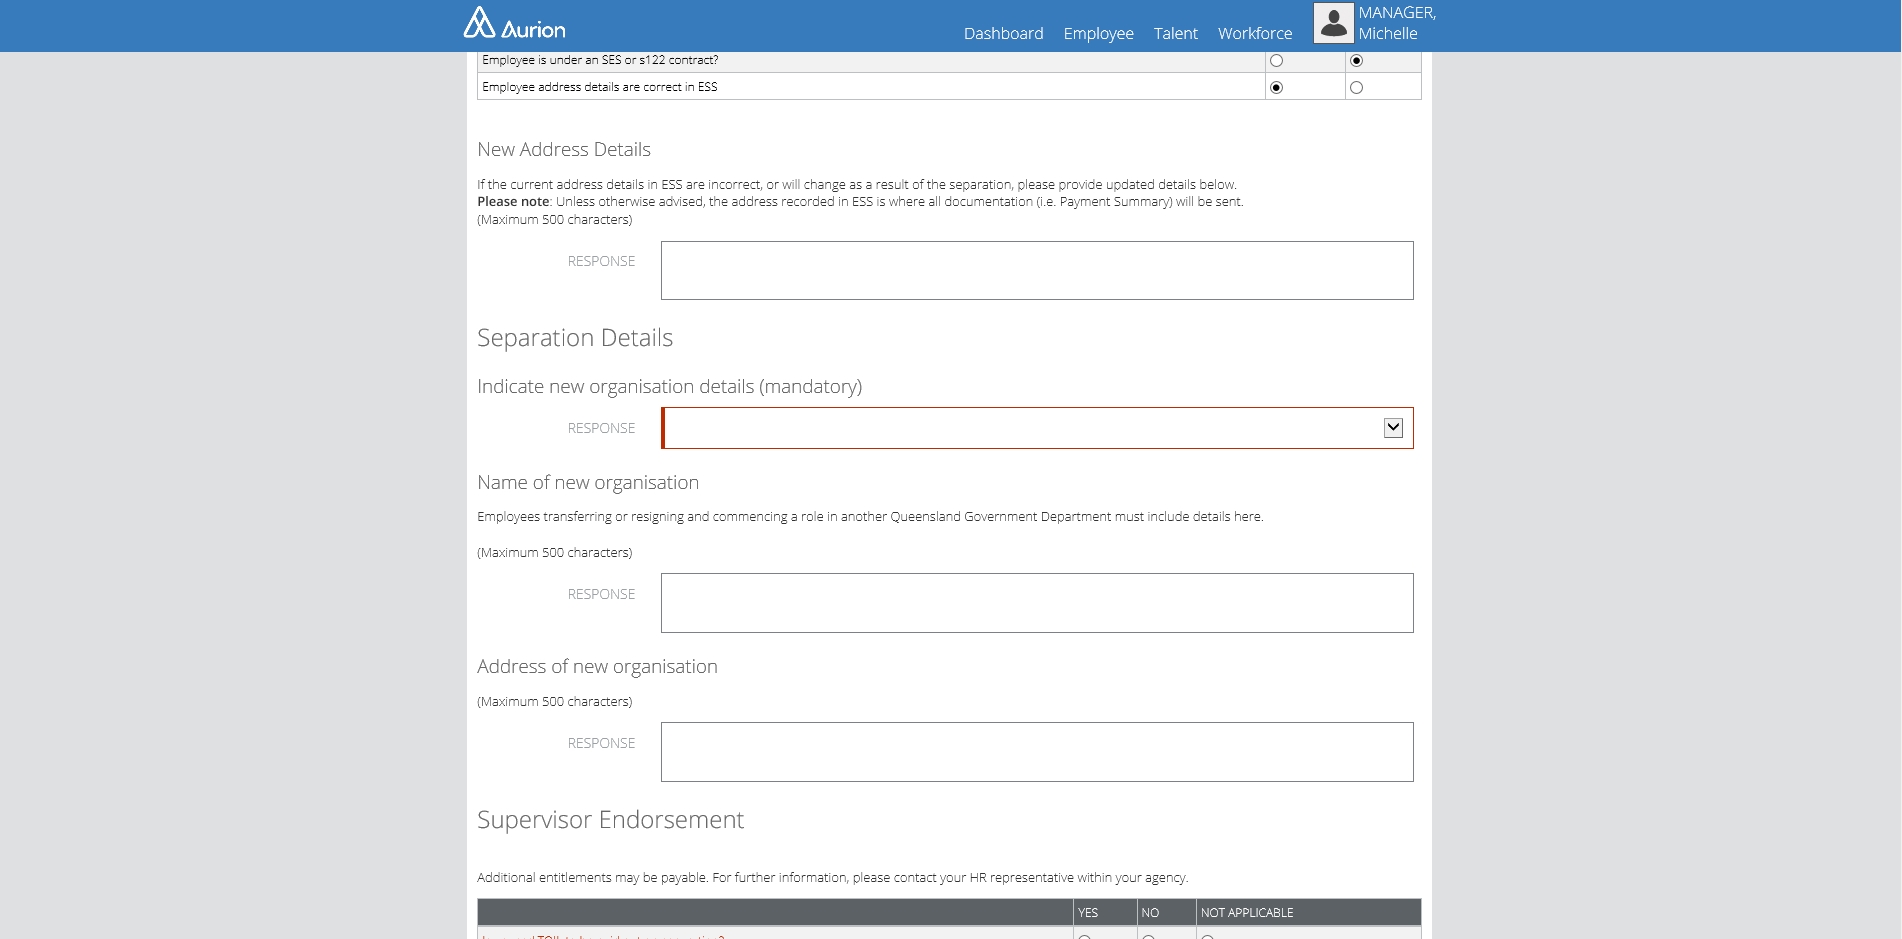 Aurion
Dashboard Employee Talent Workforce MANAGER, Michelle
Employee is under an SES or s122 contract?
Employee address details are correct in ESS
New Address Details
If the current address details in ESS are incorrect, or will change as a result of the separation, please provide updated details below.
Please note: Unless otherwise advised, the address recorded in ESS is where all documentation (i.e. Payment Summary) will be sent.
(Maximum 500 characters)
RESPONSE
Separation Details
Indicate new organisation details (mandatory)
RESPONSE
Name of new organisation
Employees transferring or resigning and commencing a role in another Queensland Government Department must include details here.
(Maximum 500 characters)
RESPONSE
Address of new organisation
(Maximum 500 characters)
RESPONSE
Supervisor Endorsement
Additional entitlements may be payable. For further information, please contact your HR representative within your agency.
YES NO NOT APPLICABLE